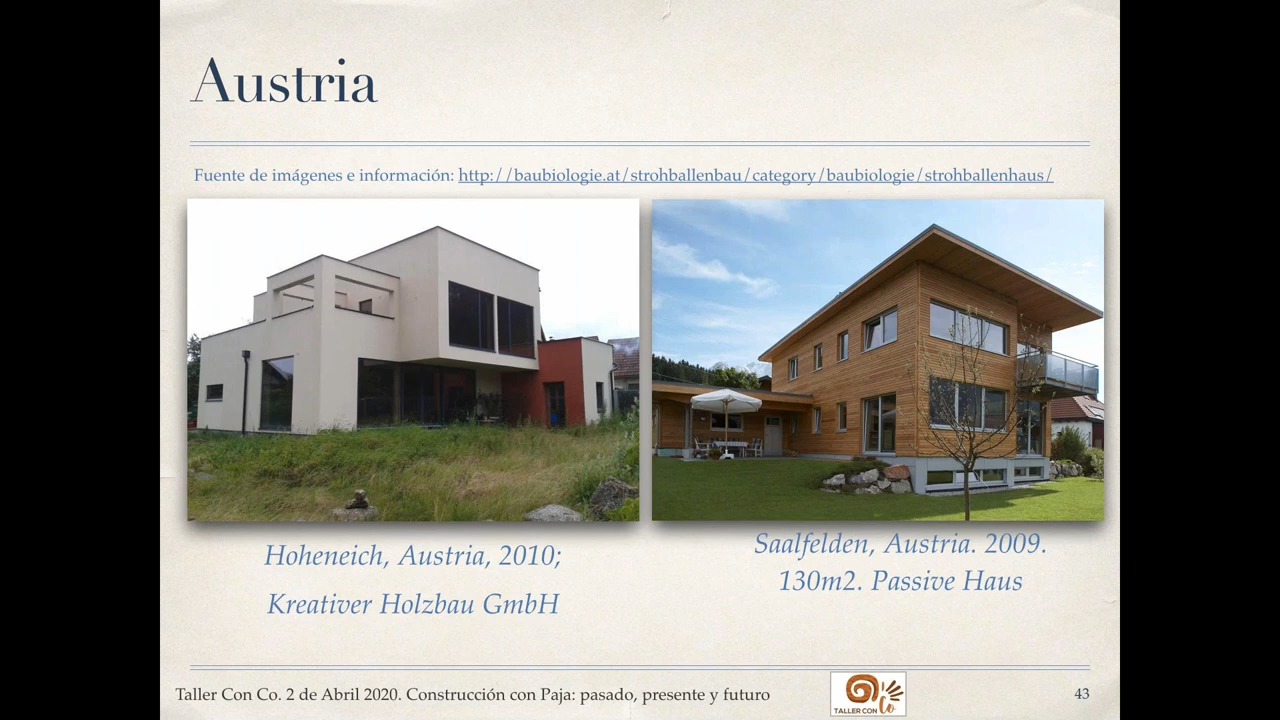 Austria
Fuente de imágenes e información: http://baubiologie.at/strohballenbau/category/baubiologie/strohballenhaus/
Hoheneich, Austria, 2010;
Kreativer Holzbau GmbH
Saalfelden, Austria. 2009.
130m2. Passive Haus
Taller Con Co. 2 de Abril 2020. Construcción con Paja: pasado, presente y futuro
TALLER CON Co
43